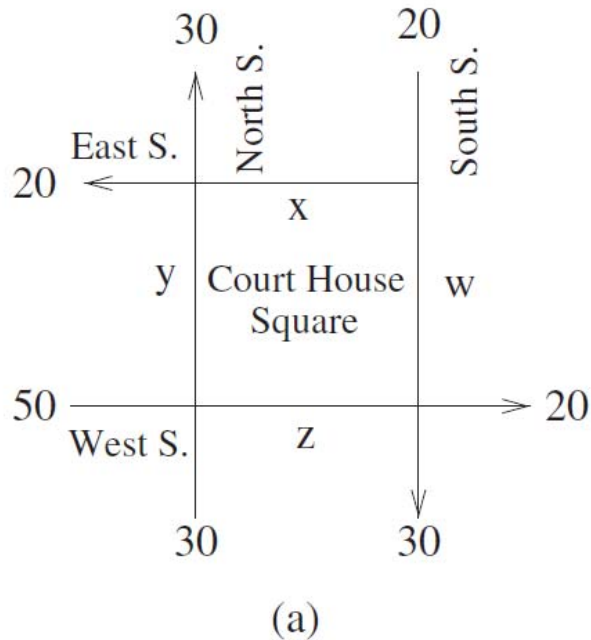 30
20
North S.
South S.
East S.
20
x
y
Court House
w
Square
50
20
West S.
z
30
30
(a)